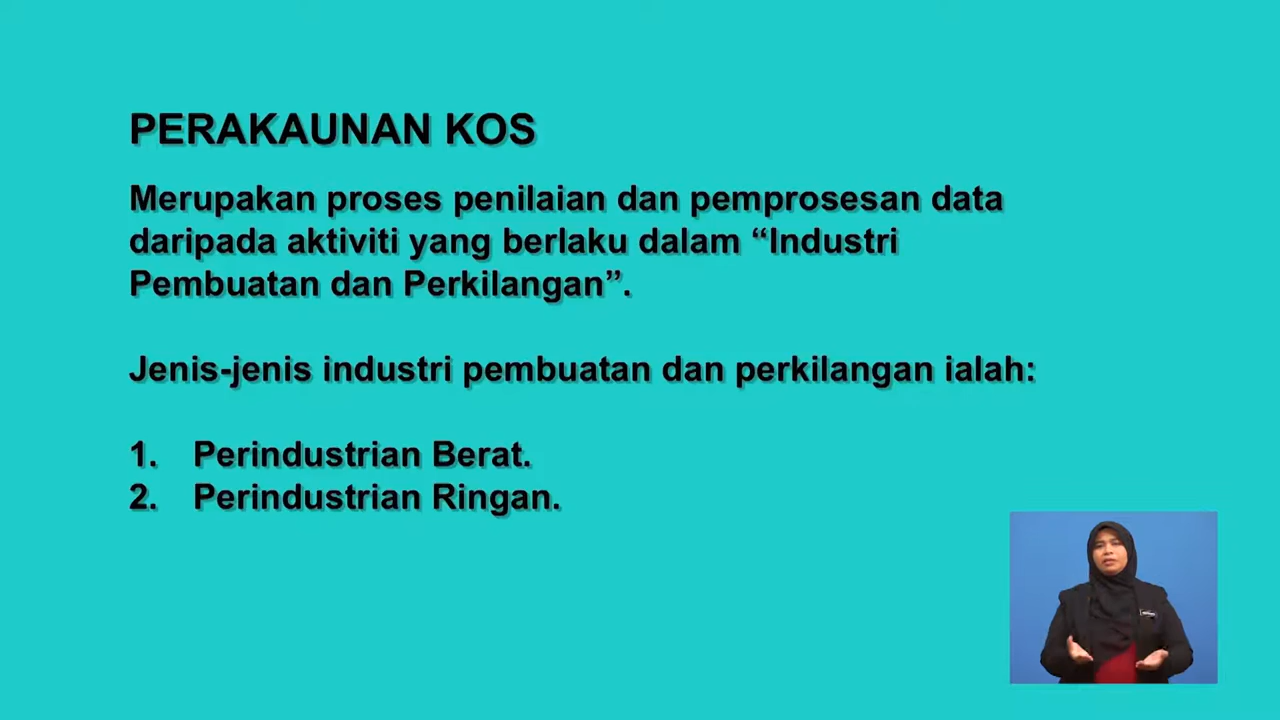 PERAKAUNAN KOS
Merupakan proses penilaian dan pemprosesan data
daripada aktiviti yang berlaku dalam “Industri
Pembuatan dan Perkilangan”.
Jenis-jenis industri pembuatan dan perkilangan ialah:
1. Perindustrian Berat.
2. Perindustrian Ringan.